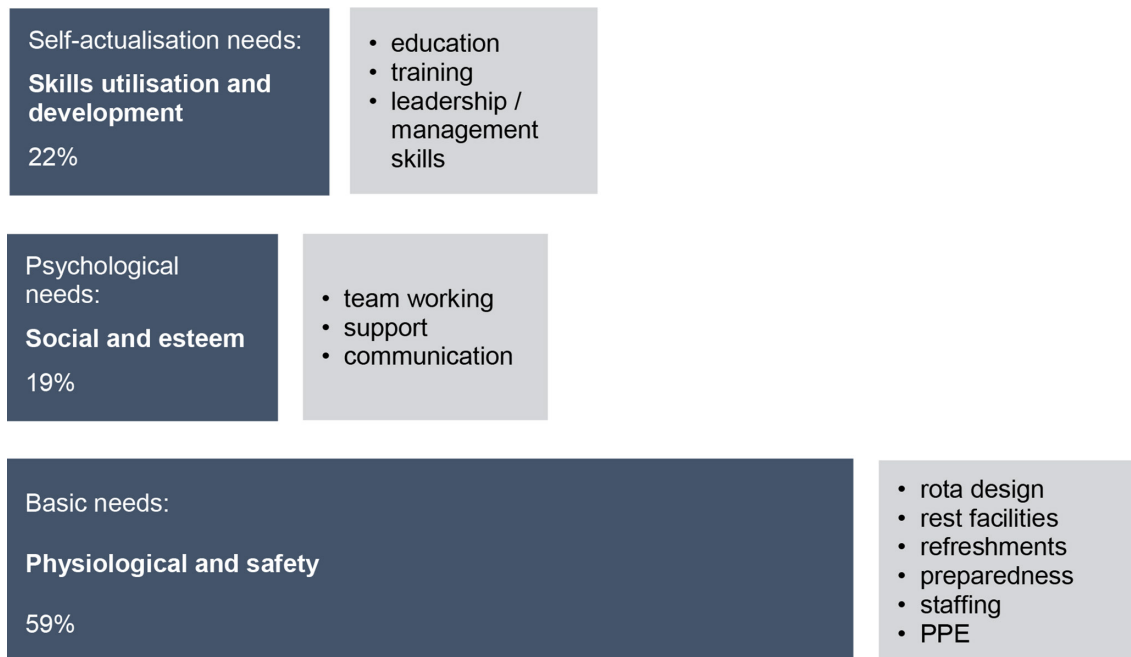 Self-actualisation needs:
Skills utilisation and
development
22%
• education
• training
• leadership /
management
skills
Psychological
needs:
Social and esteem
19%
• team working
• support
• communication
Basic needs:
Physiological and safety
59%
• rota design
• rest facilities
• refreshments
• preparedness
• staffing
• PPE